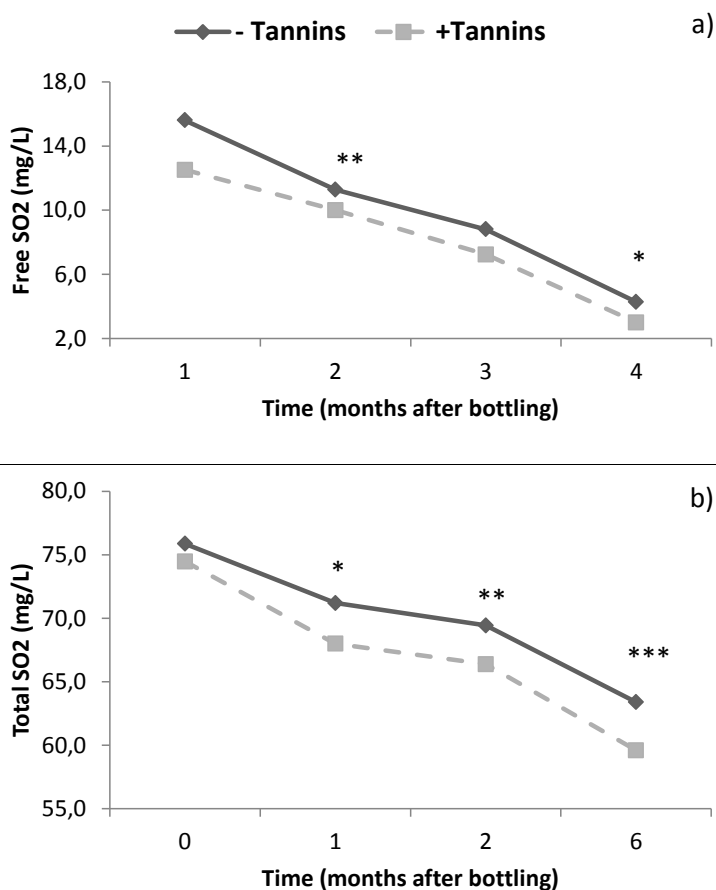 - Tannins +Tannins a)
18,0
14,0
10,0
6,0
2,0
Free SO2 (mg/L)
**
*
1 2 3 4
Time (months after bottling)
b)
80,0
75,0
70,0
65,0
60,0
55,0
Total SO2 (mg/L)
*
**
***
0 1 2 6
Time (months after bottling)